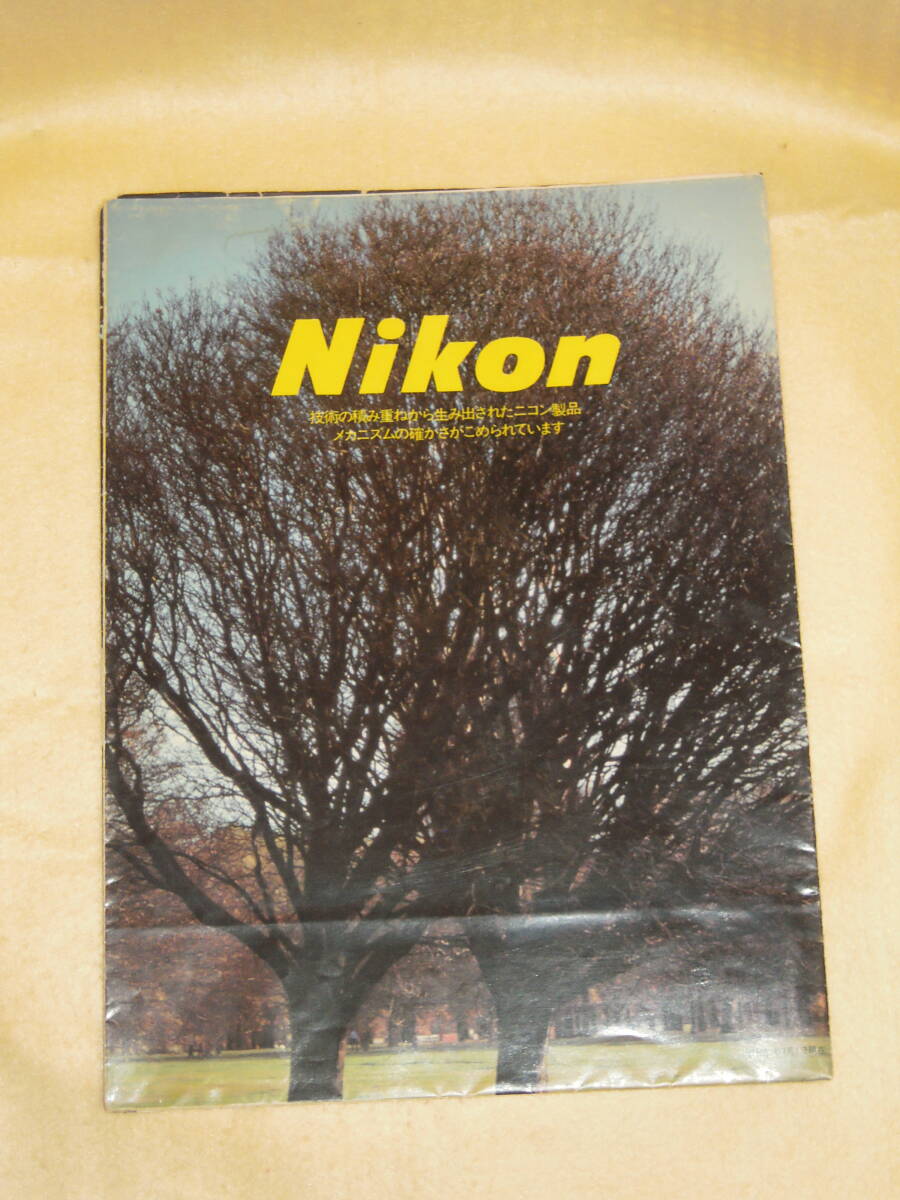 Nikon
技術の積み重ねから生み出されたニコン製品
メカニズムの確かさがこめられています